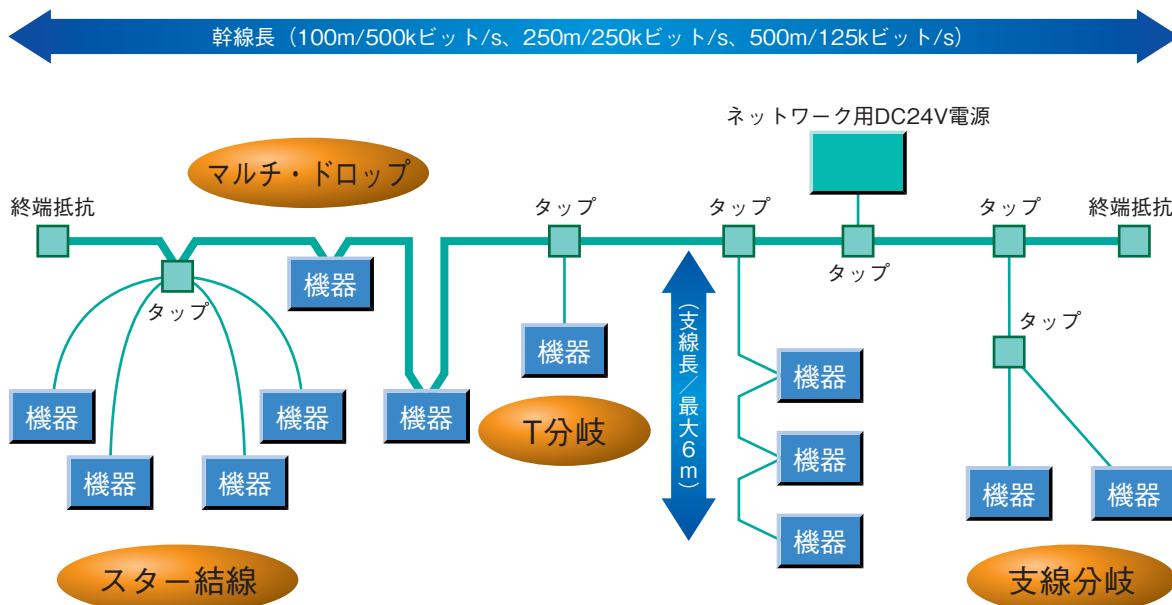 幹線長（100m/500kビット/s、250m/250kビット/s、500m/125kビット/s）
ネットワーク用DC24V電源
マルチ・ドロップ
終端抵抗
タップ
タップ
タップ
終端抵抗
機器
タップ
タップ
タップ
機器
（支線長／最大6m）
機器
機器
機器
機器
T分岐
機器
機器
機器
機器
機器
機器
スター結線
支線分岐